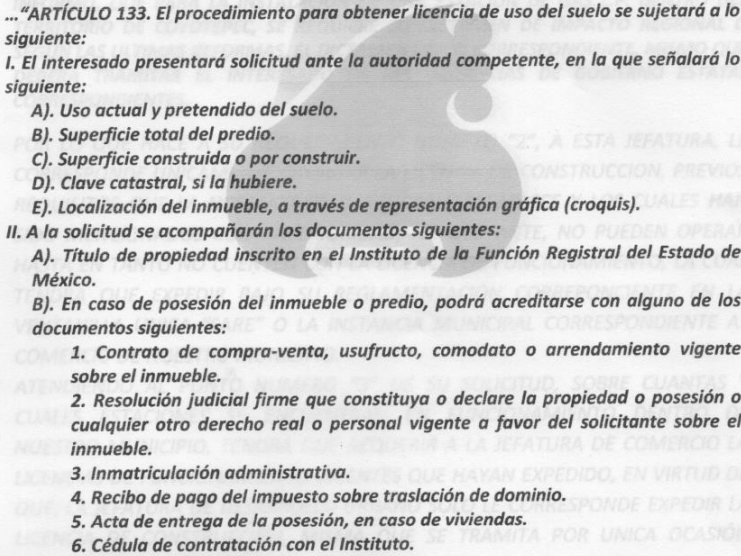 ..."ARTÍCULO 133. El procedimiento para obtener licencia de uso del suelo se sujetará a lo
siguiente:
I. El interesado presentará solicitud ante la autoridad competente, en la que señalará lo
siguiente:
A). Uso actual y pretendido del suelo.
B). Superficie total del predio.
C). Superficie construida o por construir.
D). Clave catastral, si la hubiere.
E). Localización del inmueble, a través de representación gráfica (croquis).
II. A la solicitud se acompañarán los documentos siguientes:
A). Título de propiedad inscrito en el Instituto de la Función Registral del Estado de
México.
B). En caso de posesión del inmueble o predio, podrá acreditarse con alguno de los
documentos siguientes:
1. Contrato de compra-venta, usufructo, comodato o arrendamiento vigente
sobre el inmueble.
2. Resolución judicial firme que constituya o declare la propiedad o posesión o
cualquier otro derecho real o personal vigente a favor del solicitante sobre el
inmueble.
3. Inmatriculación administrativa.
4. Recibo de pago del impuesto sobre traslación de dominio.
5. Acta de entrega de la posesión, en caso de viviendas.
6. Cédula de contratación con el Instituto.